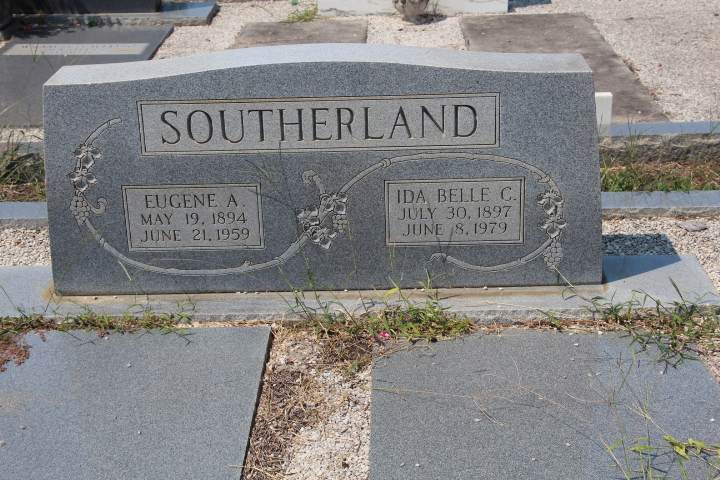 SOUTHERLAND
EUGENE A.
MAY 19, 1894
JUNE 21, 1959
IDA BELLE G.
JULY 30, 1897
JUNE 8, 1979